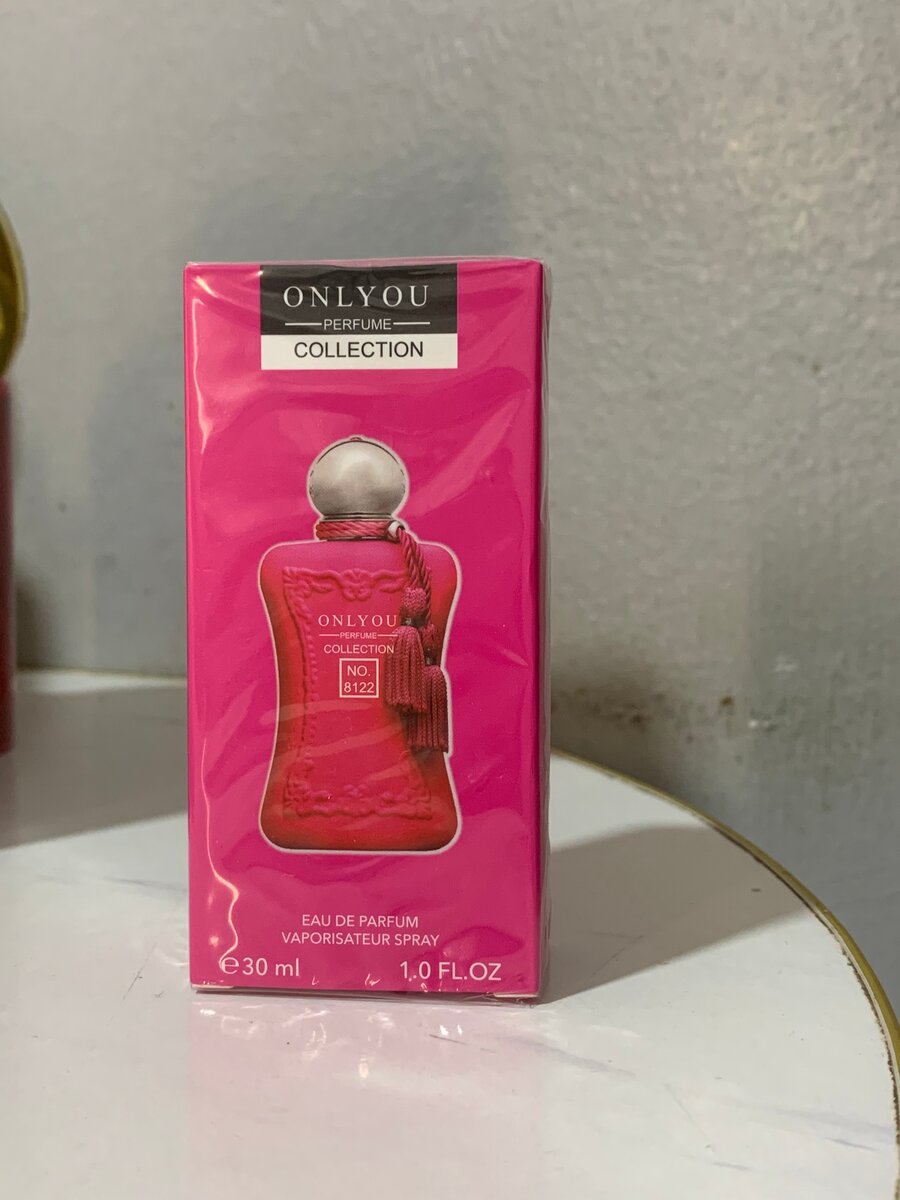 ONLYOU
PERFUME
COLLECTION
ONLYOU
PERFUME
COLLECTION
NO.
8122
EAU DE PARFUM
VAPORISATEUR SPRAY
℮30 ml 1.0 FL.OZ